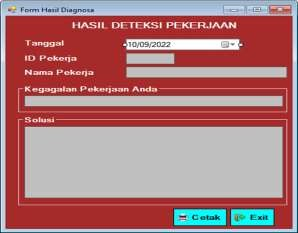 Form Hasil Diagnosa
HASIL DETEKSI PEKERJAAN
Tanggal 10/09/2022
ID Pekerja
Nama Pekerja
Kegagalan Pekerjaan Anda
Solusi
Cetak Exit